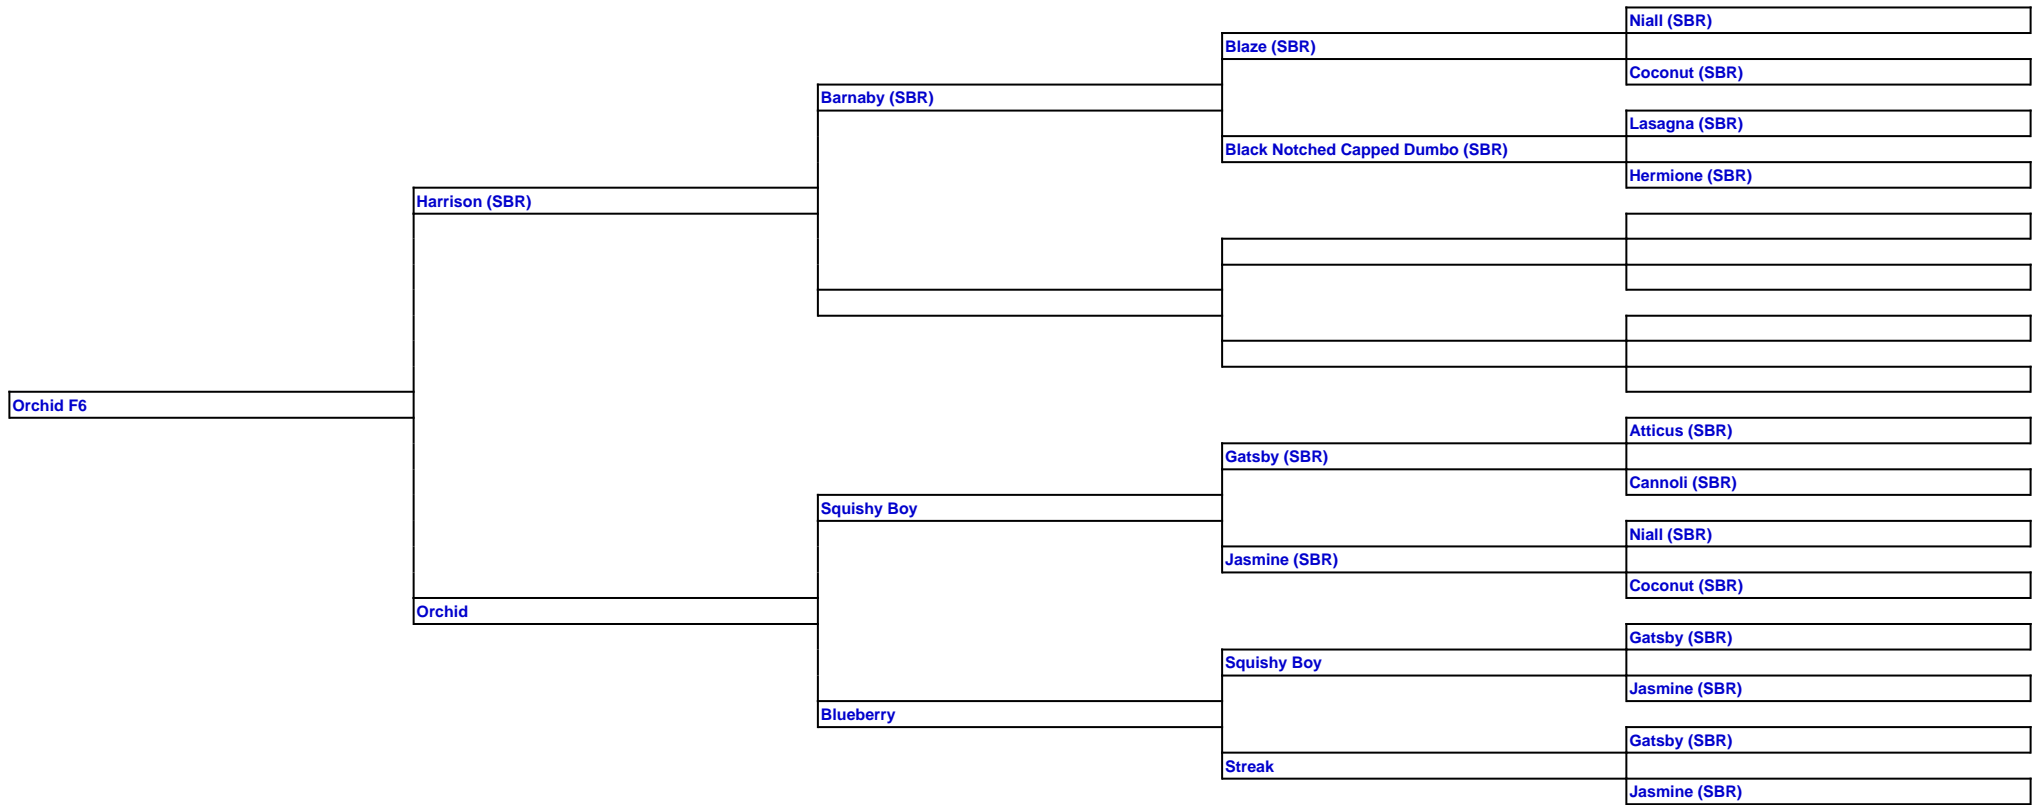 Niall (SBR)
Blaze (SBR)
Coconut (SBR)
Barnaby (SBR)
Lasagna (SBR)
Black Notched Capped Dumbo (SBR)
Hermione (SBR)
Harrison (SBR)
Orchid F6
Atticus (SBR)
Gatsby (SBR)
Cannoli (SBR)
Squishy Boy
Niall (SBR)
Jasmine (SBR)
Coconut (SBR)
Orchid
Gatsby (SBR)
Squishy Boy
Jasmine (SBR)
Blueberry
Gatsby (SBR)
Streak
Jasmine (SBR)